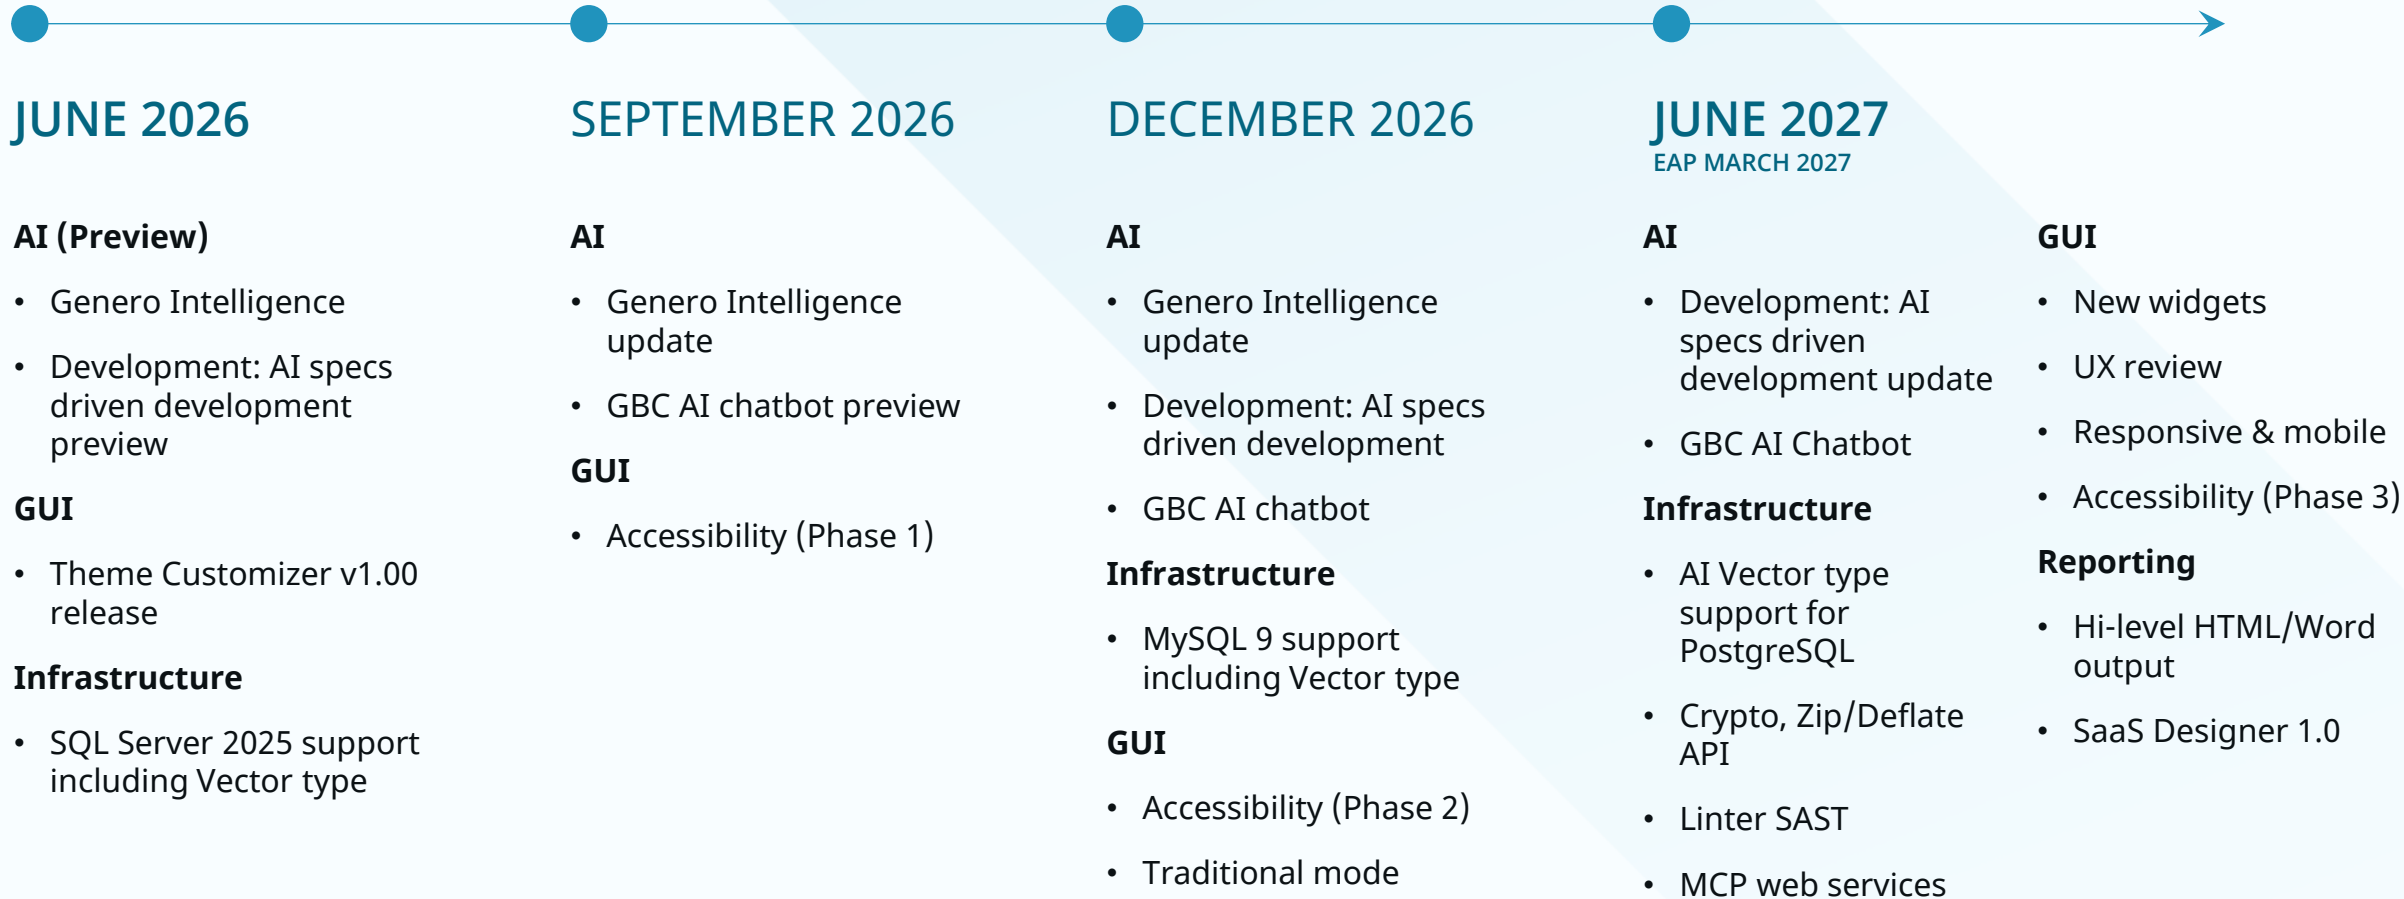 JUNE 2026
AI (Preview)
• Genero Intelligence
• Development: AI specs
driven development
preview
GUI
• Theme Customizer v1.00
release
Infrastructure
• SQL Server 2025 support
including Vector type
SEPTEMBER 2026
AI
• Genero Intelligence
update
• GBC AI chatbot preview
GUI
• Accessibility (Phase 1)
DECEMBER 2026
AI
• Genero Intelligence
update
• Development: AI specs
driven development
• GBC AI chatbot
Infrastructure
• MySQL 9 support
including Vector type
GUI
• Accessibility (Phase 2)
• Traditional mode
JUNE 2027
EAP MARCH 2027
AI
• Development: AI
specs driven
development update
• GBC AI Chatbot
Infrastructure
• AI Vector type
support for
PostgreSQL
• Crypto, Zip/Deflate
API
• Linter SAST
• MCP web services
GUI
• New widgets
• UX review
• Responsive & mobile
• Accessibility (Phase 3)
Reporting
• Hi-level HTML/Word
output
• SaaS Designer 1.0